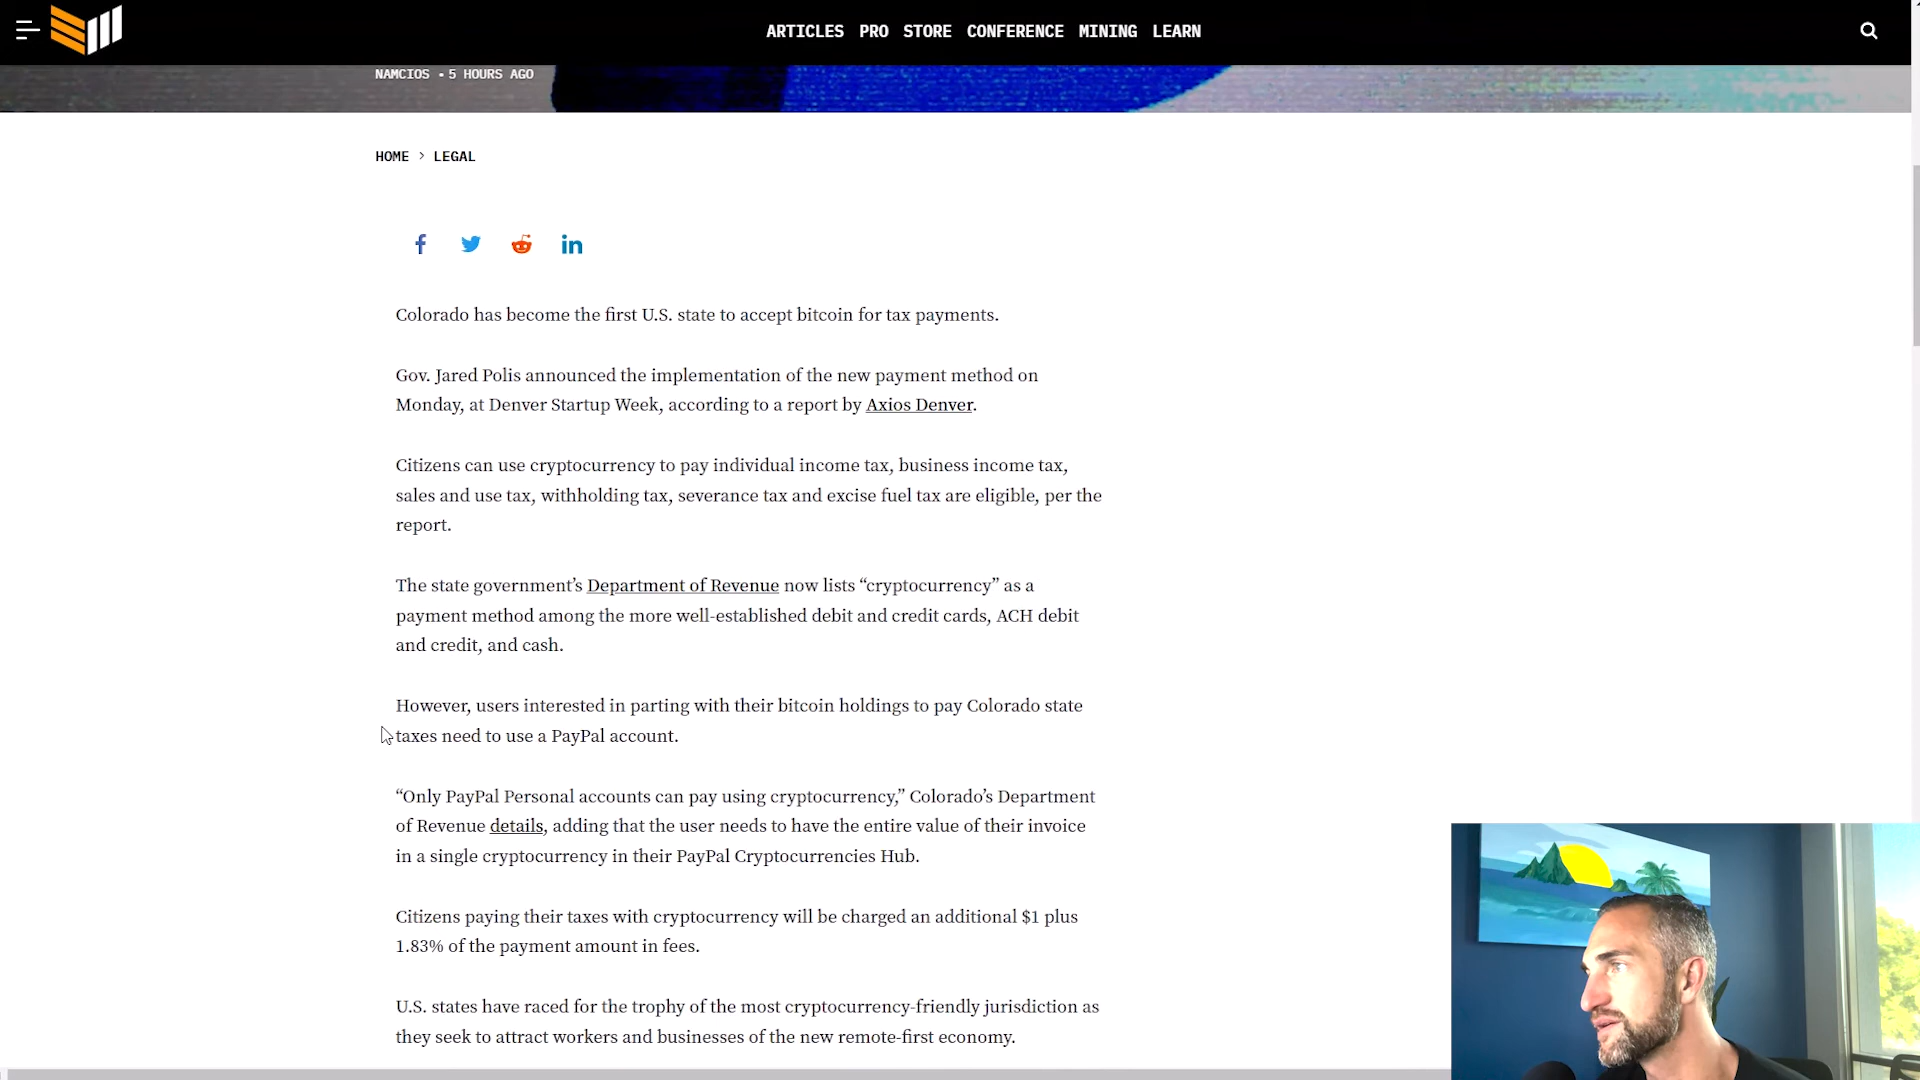 ARTICLES PRO STORE CONFERENCE MINING LEARN
NAMCIOS • 5 HOURS AGO
HOME > LEGAL
Colorado has become the first U.S. state to accept bitcoin for tax payments.
Gov. Jared Polis announced the implementation of the new payment method on
Monday, at Denver Startup Week, according to a report by Axios Denver.
Citizens can use cryptocurrency to pay individual income tax, business income tax,
sales and use tax, withholding tax, severance tax and excise fuel tax are eligible, per the
report.
The state government’s Department of Revenue now lists “cryptocurrency” as a
payment method among the more well-established debit and credit cards, ACH debit
and credit, and cash.
However, users interested in parting with their bitcoin holdings to pay Colorado state
taxes need to use a PayPal account.
“Only PayPal Personal accounts can pay using cryptocurrency,” Colorado’s Department
of Revenue details, adding that the user needs to have the entire value of their invoice
in a single cryptocurrency in their PayPal Cryptocurrencies Hub.
Citizens paying their taxes with cryptocurrency will be charged an additional $1 plus
1.83% of the payment amount in fees.
U.S. states have raced for the trophy of the most cryptocurrency-friendly jurisdiction as
they seek to attract workers and businesses of the new remote-first economy.